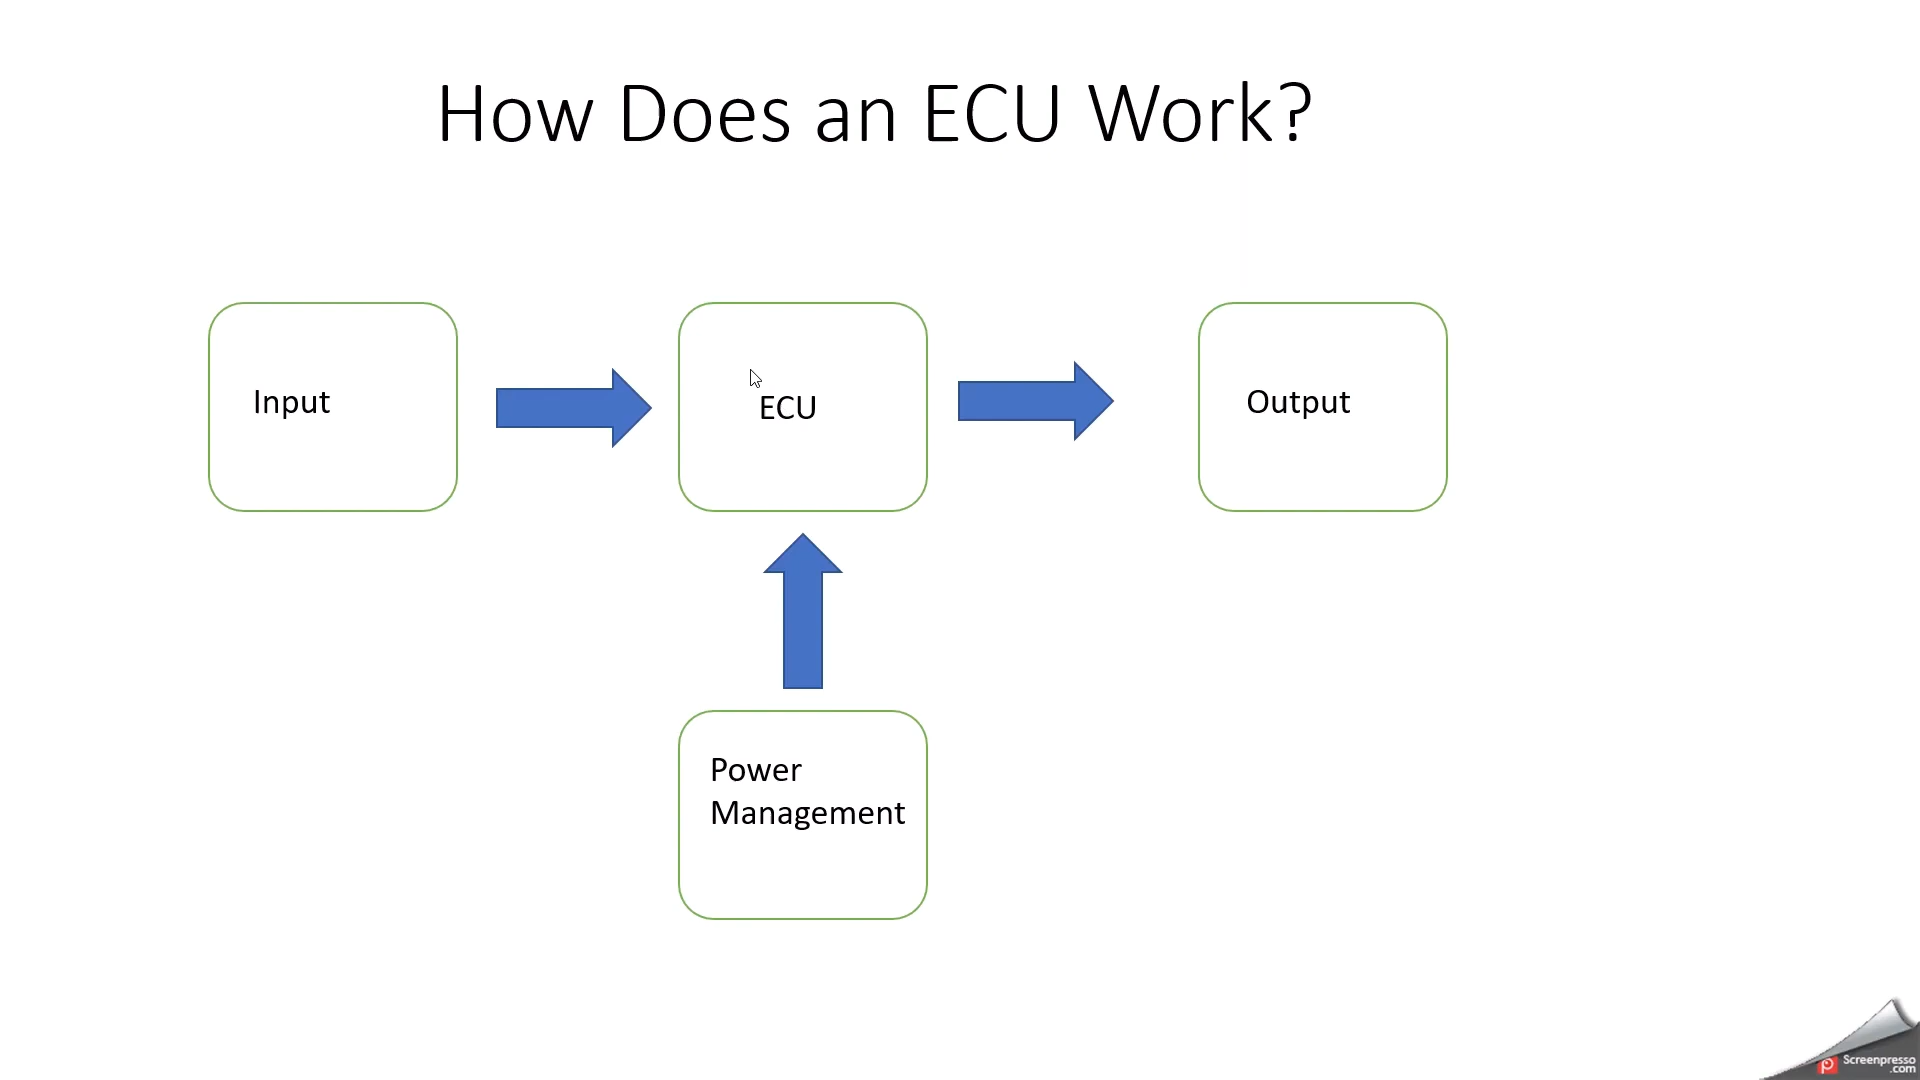 How Does an ECU Work?
Input
ECU
Output
Power
Management
Screenpresso
.com